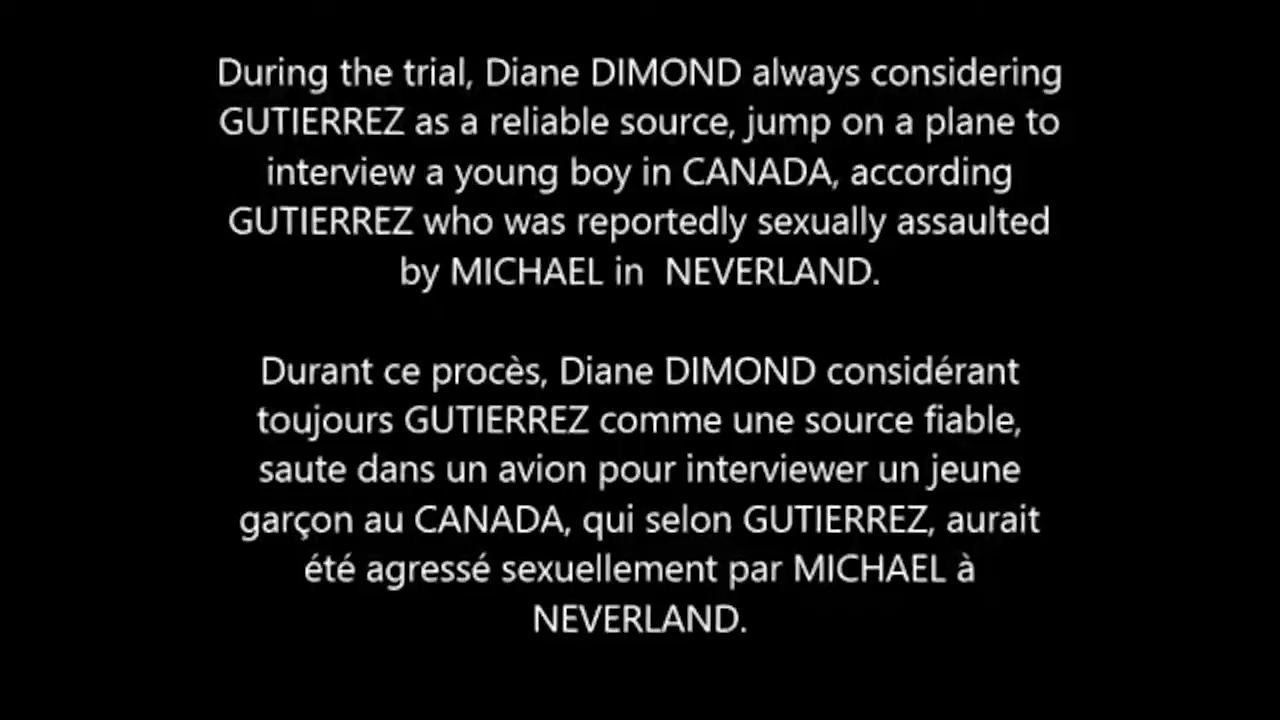 During the trial, Diane DIMOND always considering
GUTIERREZ as a reliable source, jump on a plane to
interview a young boy in CANADA, according
GUTIERREZ who was reportedly sexually assaulted
by MICHAEL in  NEVERLAND.
Durant ce procès, Diane DIMOND considérant
toujours GUTIERREZ comme une source fiable,
saute dans un avion pour interviewer un jeune
garçon au CANADA, qui selon GUTIERREZ, aurait
été agressé sexuellement par MICHAEL à
NEVERLAND.